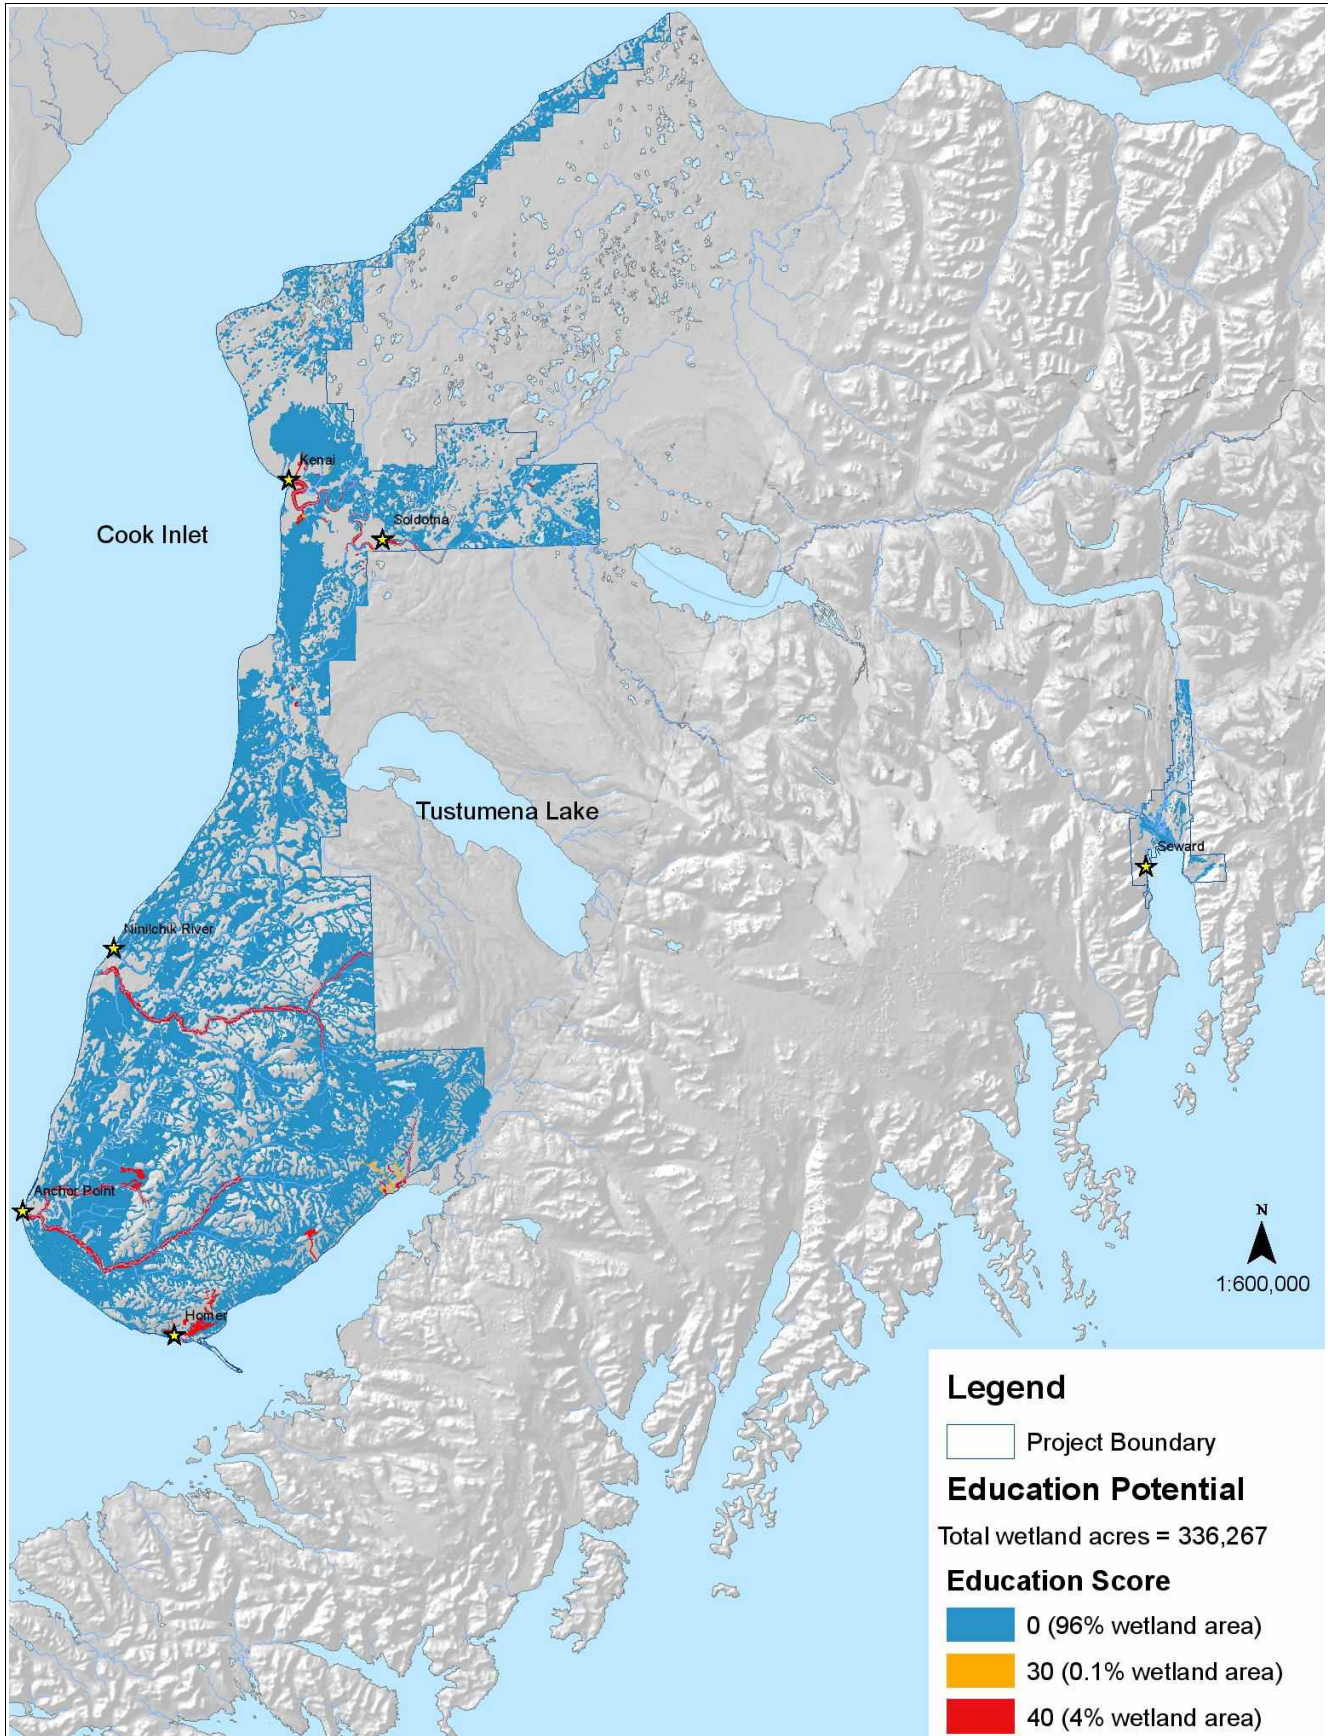 Kenai
Soldotna
Cook Inlet
Tustumena Lake
Seward
Ninilchik River
Anchor Point
Homer
N
1:600,000
Legend
Project Boundary
Education Potential
Total wetland acres = 336,267
Education Score
0 (96% wetland area)
30 (0.1% wetland area)
40 (4% wetland area)